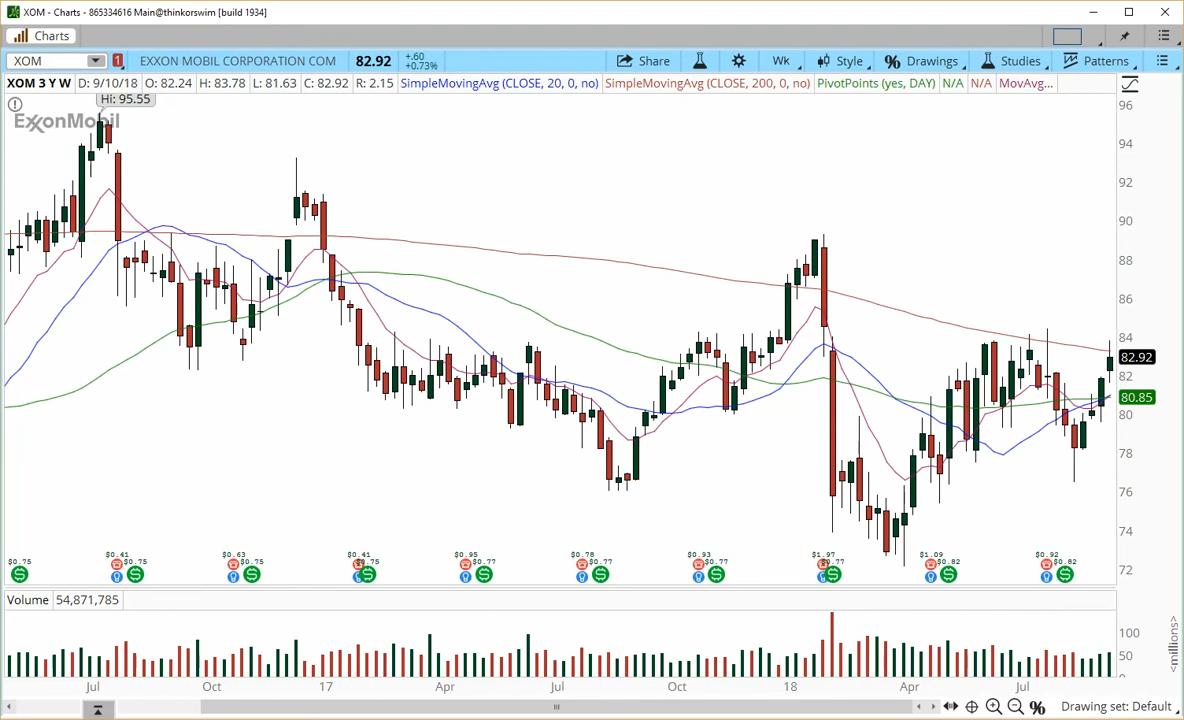 XOM - Charts - 865334616 Main@thinkorswim [build 1934]
Charts
XOM 1 EXXON MOBIL CORPORATION COM 82.92 +.60 +0.73% Share Wk Style Drawings Studies Patterns
XOM 3 Y W D: 9/10/18 O: 82.24 H: 83.78 L: 81.63 C: 82.92 R: 2.15 SimpleMovingAvg (CLOSE, 20, 0, no) SimpleMovingAvg (CLOSE, 200, 0, no) PivotPoints (yes, DAY) N/A N/A MovAvg...
Hi: 95.55
ExxonMobil
96
94
92
90
88
86
84
82.92
82
80.85
80
78
76
74
72
$0.75 $0.41 $0.75 $0.63 $0.75 $0.41 $0.75 $0.95 $0.77 $0.78 $0.77 $0.93 $0.77 $1.97 $0.77 $1.09 $0.82 $0.92 $0.82
Volume 54,871,785
100
50
<millions>
Jul Oct 17 Apr Jul Oct 18 Apr Jul
Drawing set: Default